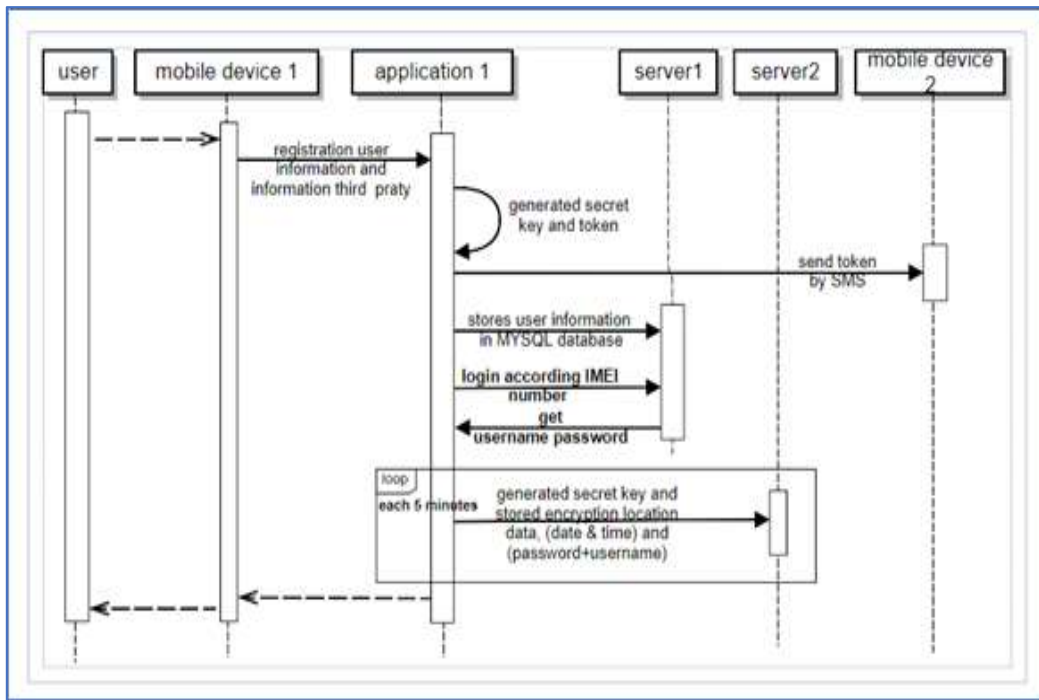 user
mobile device 1
application 1
server1
server2
mobile device
2
registration user
information and
information third praty
generated secret
key and token
send token
by SMS
stores user information
in MYSQL database
login according IMEI
number
get
username password
loop
each 5 minutes
generated secret key and
stored encryption location
data, (date & time) and
(password+username)